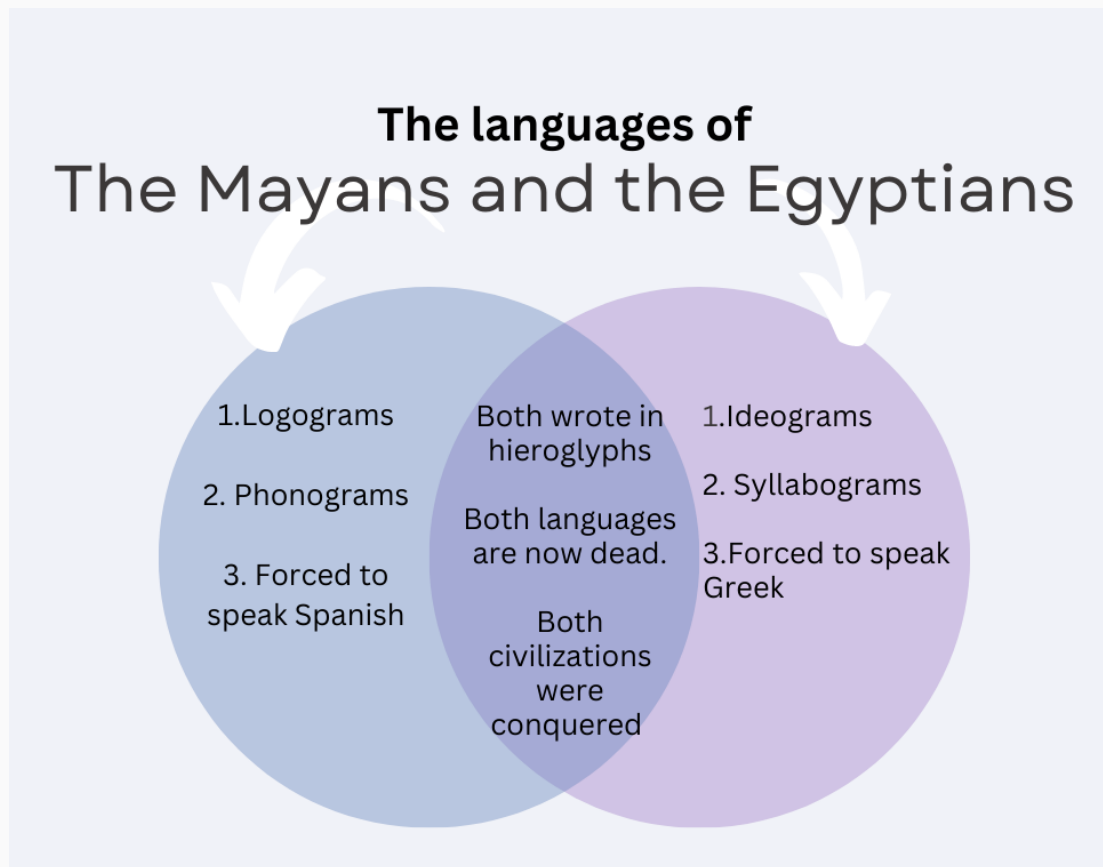 The languages of
The Mayans and the Egyptians
1.Logograms
2. Phonograms
3. Forced to
speak Spanish
Both wrote in
hieroglyphs
Both languages
are now dead.
Both
civilizations
were
conquered
1.Ideograms
2. Syllabograms
3.Forced to speak
Greek